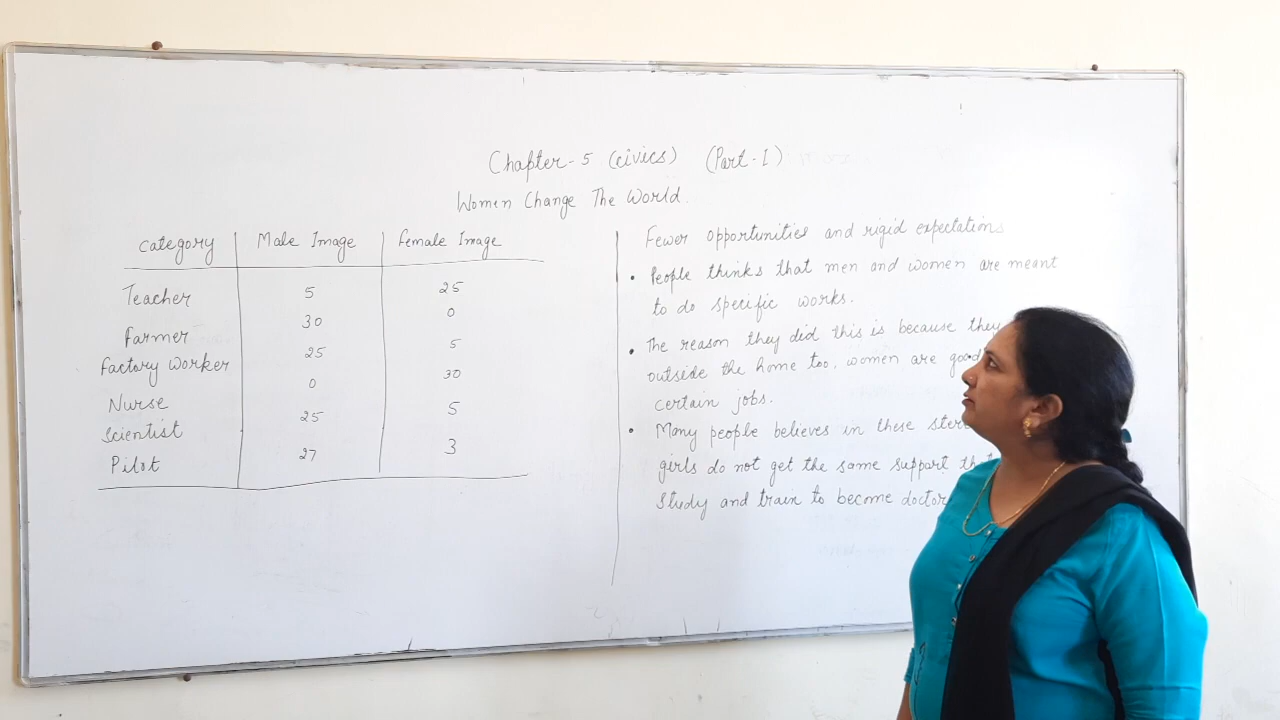 Chapter-5 (civics) (Part-I)
Women Change The World.
Category Male Image Female Image
Teacher 5 25
Farmer 30 0
Factory Worker 25 5
Nurse 0 30
Scientist 25 5
Pilot 27 3
Fewer opportunities and rigid expectations
• People thinks that men and women are meant
to do specific works.
• The reason they did this is because they
outside the home too, women are good
certain jobs.
• Many people believes in these
girls do not get the same support
study and train to become doctor